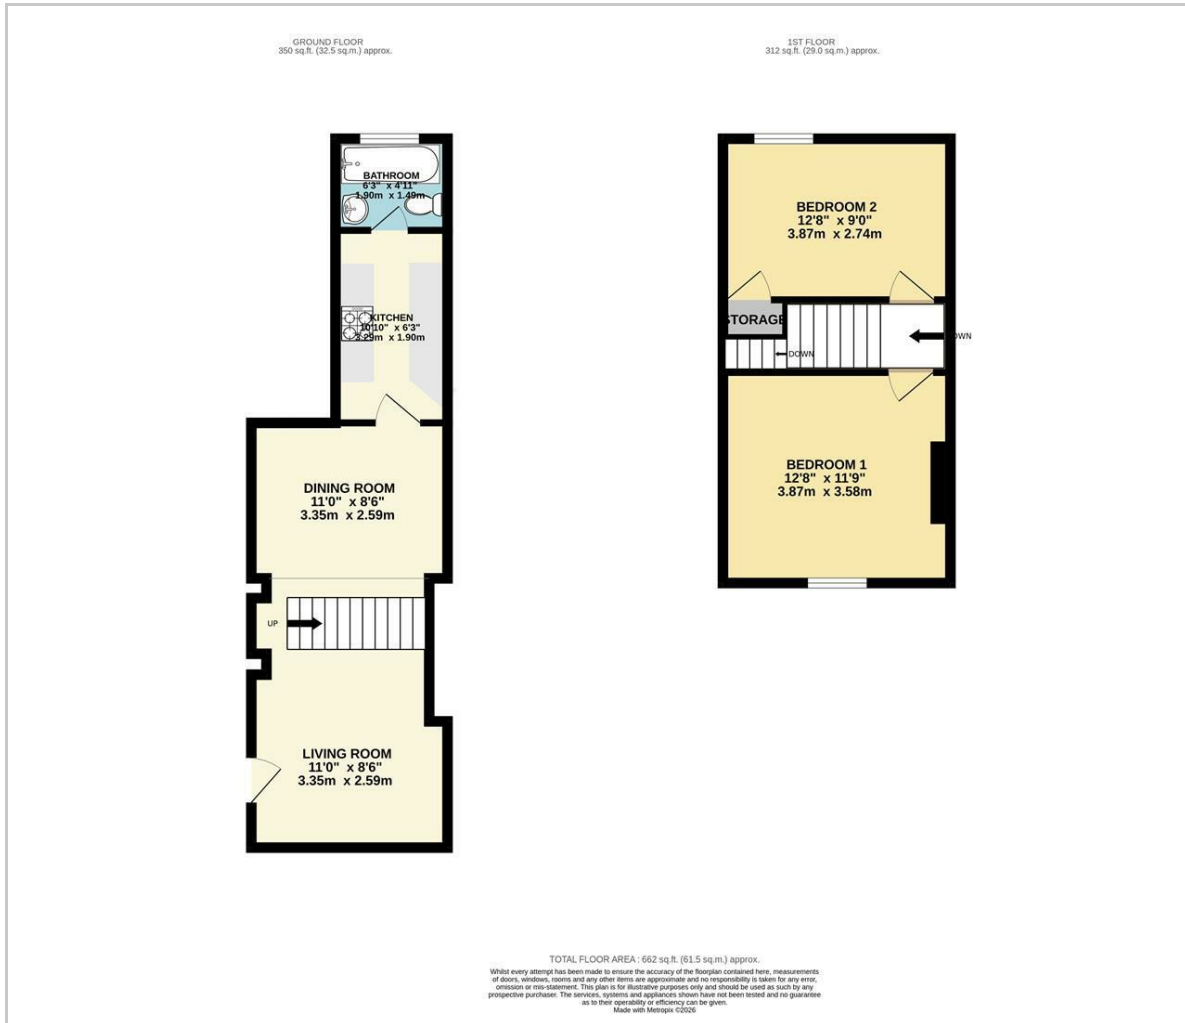 GROUND FLOOR
350 sq.ft. (32.5 sq.m.) approx.
1ST FLOOR
312 sq.ft. (29.0 sq.m.) approx.
BATHROOM
6'3" x 4'11"
1.90m x 1.49m
KITCHEN
10'10" x 6'3"
3.29m x 1.90m
DINING ROOM
11'0" x 8'6"
3.35m x 2.59m
UP
LIVING ROOM
11'0" x 8'6"
3.35m x 2.59m
BEDROOM 2
12'8" x 9'0"
3.87m x 2.74m
STORAGE
DOWN
DOWN
BEDROOM 1
12'8" x 11'9"
3.87m x 3.58m
TOTAL FLOOR AREA : 662 sq.ft. (61.5 sq.m.) approx.
Whilst every attempt has been made to ensure the accuracy of the floorplan contained here, measurements
of doors, windows, rooms and any other items are approximate and no responsibility is taken for any error,
omission or mis-statement. This plan is for illustrative purposes only and should be used as such by any
prospective purchaser. The services, systems and appliances shown have not been tested and no guarantee
as to their operability or efficiency can be given.
Made with Metropix ©2026